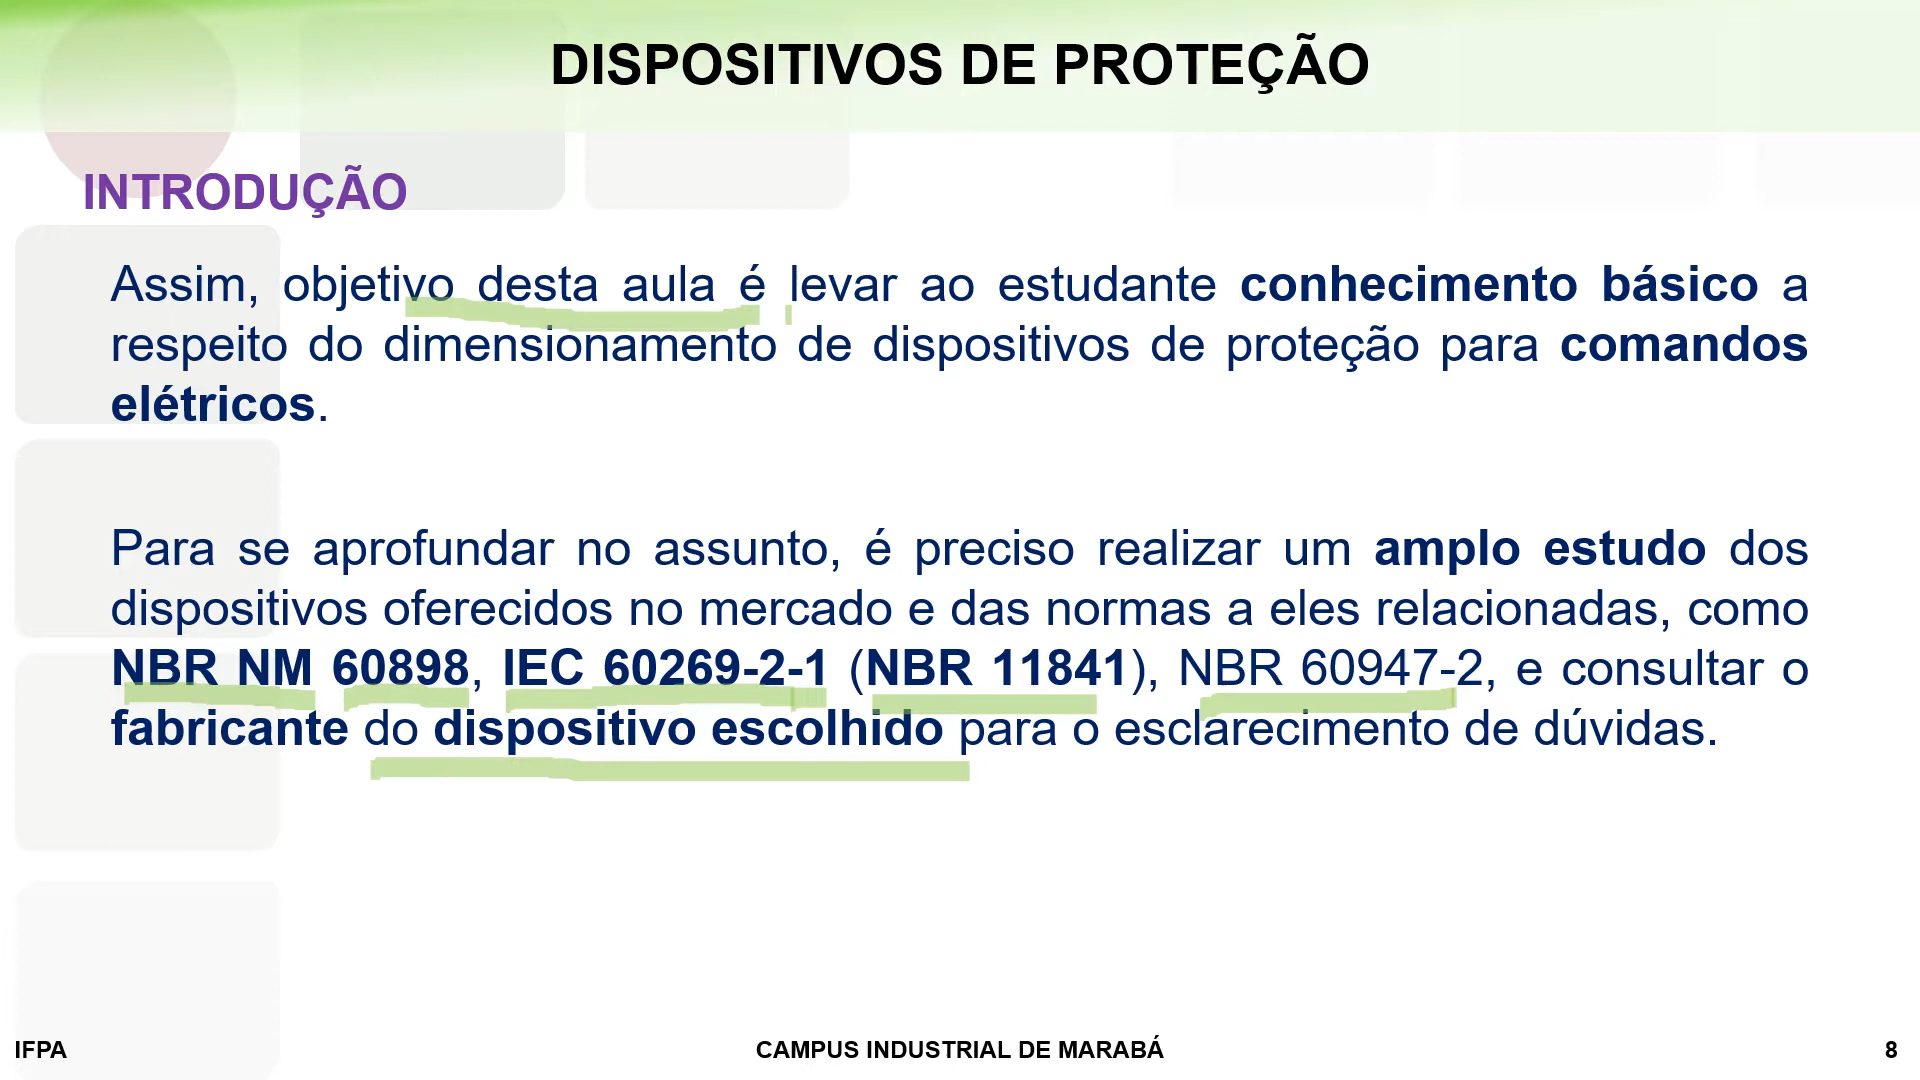 DISPOSITIVOS DE PROTEÇÃO
INTRODUÇÃO
Assim, objetivo desta aula é levar ao estudante conhecimento básico a
respeito do dimensionamento de dispositivos de proteção para comandos
elétricos.
Para se aprofundar no assunto, é preciso realizar um amplo estudo dos
dispositivos oferecidos no mercado e das normas a eles relacionadas, como
NBR NM 60898, IEC 60269-2-1 (NBR 11841), NBR 60947-2, e consultar o
fabricante do dispositivo escolhido para o esclarecimento de dúvidas.
IFPA
CAMPUS INDUSTRIAL DE MARABÁ
8